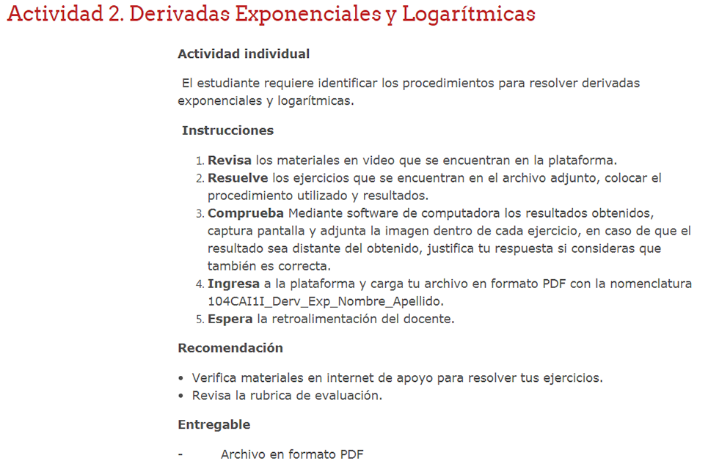 Actividad 2. Derivadas Exponenciales y Logarítmicas
Actividad individual
El estudiante requiere identificar los procedimientos para resolver derivadas
exponenciales y logarítmicas.
Instrucciones
1. Revisa los materiales en video que se encuentran en la plataforma.
2. Resuelve los ejercicios que se encuentran en el archivo adjunto, colocar el
procedimiento utilizado y resultados.
3. Comprueba Mediante software de computadora los resultados obtenidos,
captura pantalla y adjunta la imagen dentro de cada ejercicio, en caso de que el
resultado sea distante del obtenido, justifica tu respuesta si consideras que
también es correcta.
4. Ingresa a la plataforma y carga tu archivo en formato PDF con la nomenclatura
104CAI1I_Derv_Exp_Nombre_Apellido.
5. Espera la retroalimentación del docente.
Recomendación
• Verifica materiales en internet de apoyo para resolver tus ejercicios.
• Revisa la rubrica de evaluación.
Entregable
- Archivo en formato PDF